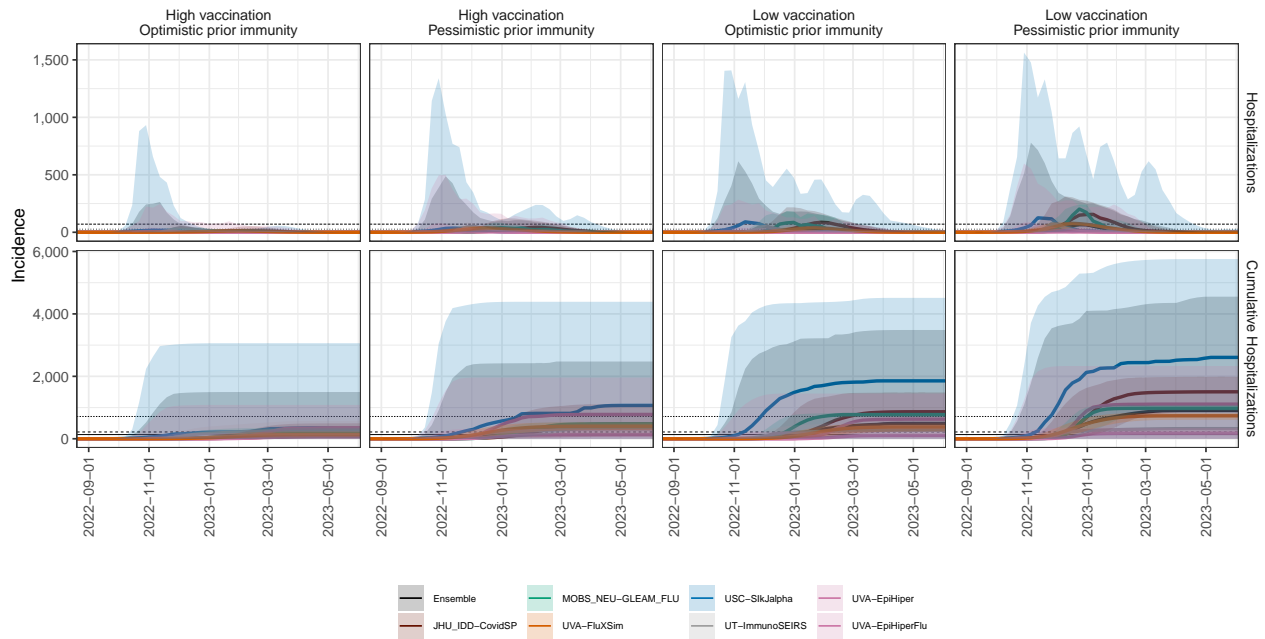 High vaccination
Optimistic prior immunity
High vaccination
Pessimistic prior immunity
Low vaccination
Optimistic prior immunity
Low vaccination
Pessimistic prior immunity
1,500
1,000
500
0
Hospitalizations
Incidence
6,000
4,000
2,000
0
Cumulative Hospitalizations
2022−09−01
2022−11−01
2023−01−01
2023−03−01
2023−05−01
2022−09−01
2022−11−01
2023−01−01
2023−03−01
2023−05−01
2022−09−01
2022−11−01
2023−01−01
2023−03−01
2023−05−01
2022−09−01
2022−11−01
2023−01−01
2023−03−01
2023−05−01
Ensemble
MOBS_NEU−GLEAM_FLU
USC−SIkJalpha
UVA−EpiHiper
JHU_IDD−CovidSP
UVA−FluXSim
UT−ImmunoSEIRS
UVA−EpiHiperFlu